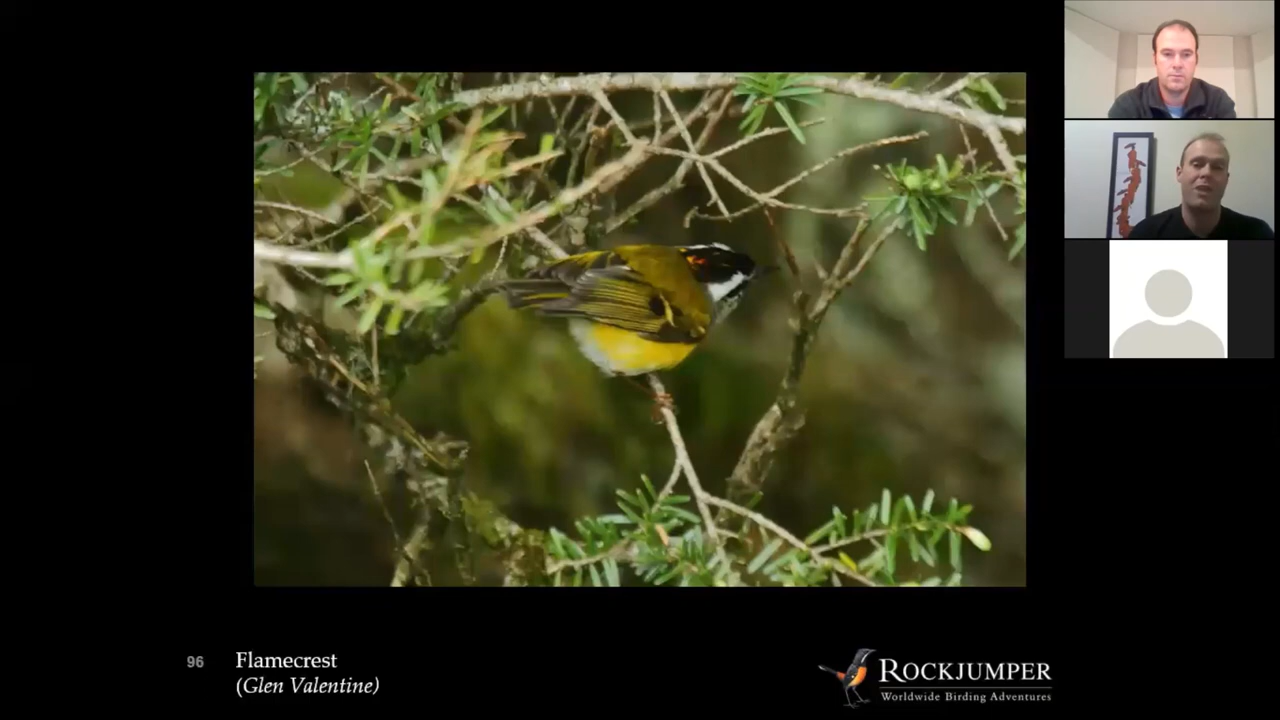 96
Flamecrest
(Glen Valentine)
ROCKJUMPER
Worldwide Birding Adventures